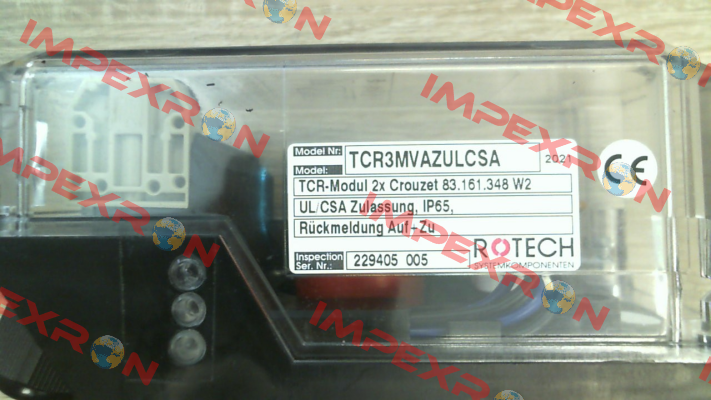 Model Nr: TCR3MVAZULCSA 2021
Model:
TCR-Modul 2x Crouzet 83.161.348 W2
UL/CSA Zulassung, IP65,
Rückmeldung Auf-Zu
Inspection
Ser. Nr.: 229405 005
ROTECH
SYSTEMKOMPONENTEN
CE
IMPEXRON
IMPEXRON
IMPEXRON
IMPEXRON
IMPEXRON
IMPEXRON